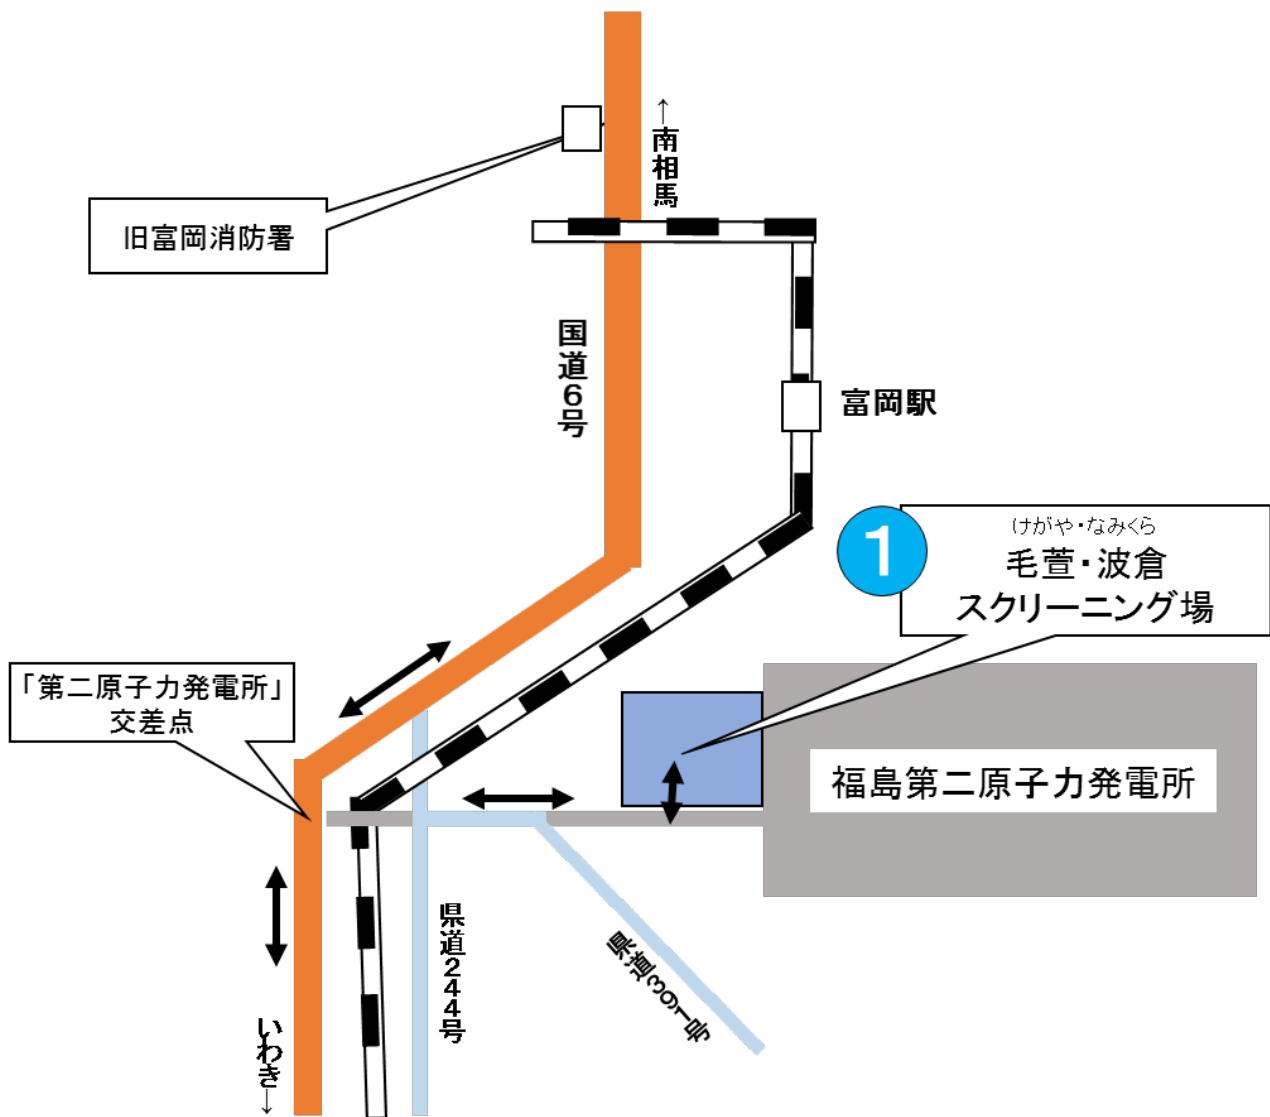 ↑南相馬
旧富岡消防署
国道6号
富岡駅
1
けがや・なみくら
毛萱・波倉
スクリーニング場
「第二原子力発電所」
交差点
福島第二原子力発電所
県道244号
県道391号
いわき→